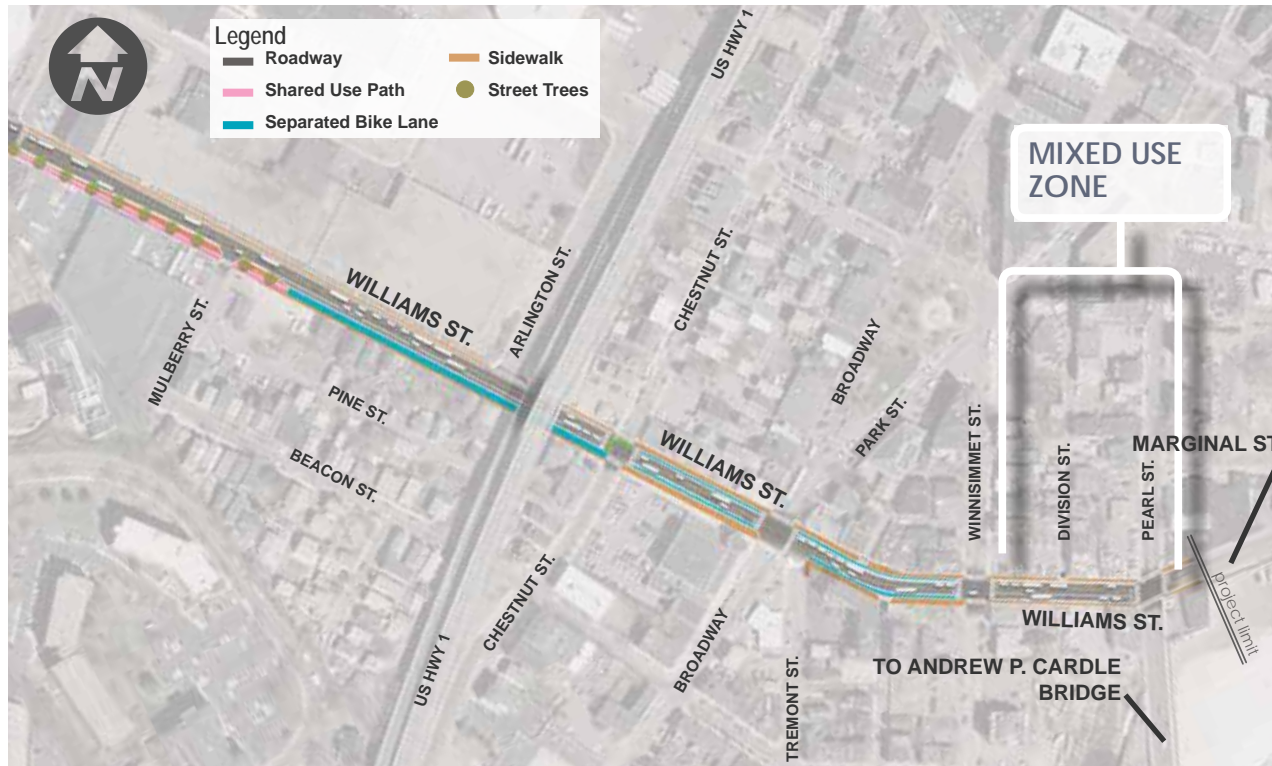 N
Legend
Roadway
Shared Use Path
Separated Bike Lane
Sidewalk
Street Trees
US HWY 1
MIXED USE
ZONE
WILLIAMS ST.
ARLINGTON ST.
CHESTNUT ST.
MULBERRY ST.
PINE ST.
BEACON ST.
BROADWAY
PARK ST.
WILLIAMS ST.
WINNISIMMET ST.
DIVISION ST.
PEARL ST.
MARGINAL ST
project limit
WILLIAMS ST.
CHESTNUT ST.
BROADWAY
US HWY 1
TREMONT ST.
TO ANDREW P. CARDLE
BRIDGE